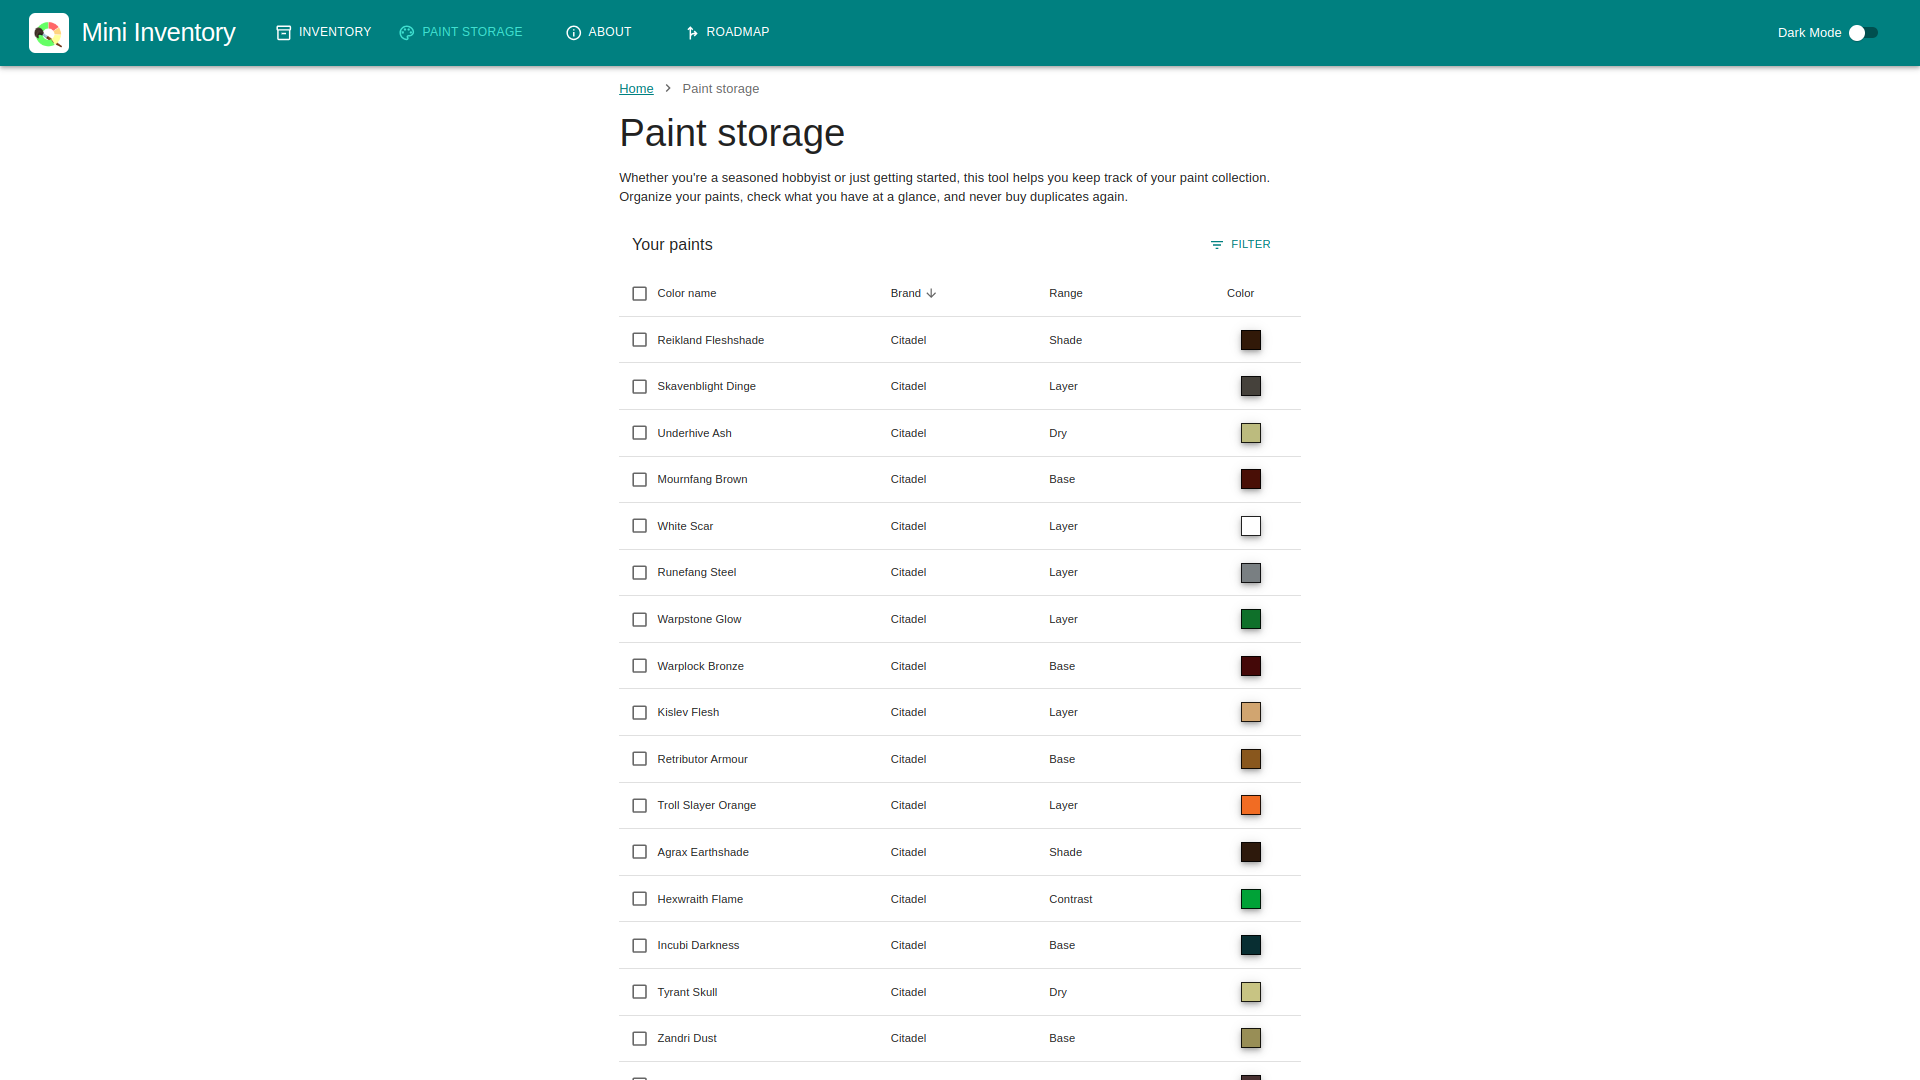 Mini Inventory
INVENTORY
PAINT STORAGE
ABOUT
ROADMAP
Dark Mode
Home
Paint storage
Paint storage
Whether you're a seasoned hobbyist or just getting started, this tool helps you keep track of your paint collection.
Organize your paints, check what you have at a glance, and never buy duplicates again.
Your paints
FILTER
Color name Brand Range Color
Reikland Fleshshade Citadel Shade
Skavenblight Dinge Citadel Layer
Underhive Ash Citadel Dry
Mournfang Brown Citadel Base
White Scar Citadel Layer
Runefang Steel Citadel Layer
Warpstone Glow Citadel Layer
Warplock Bronze Citadel Base
Kislev Flesh Citadel Layer
Retributor Armour Citadel Base
Troll Slayer Orange Citadel Layer
Agrax Earthshade Citadel Shade
Hexwraith Flame Citadel Contrast
Incubi Darkness Citadel Base
Tyrant Skull Citadel Dry
Zandri Dust Citadel Base